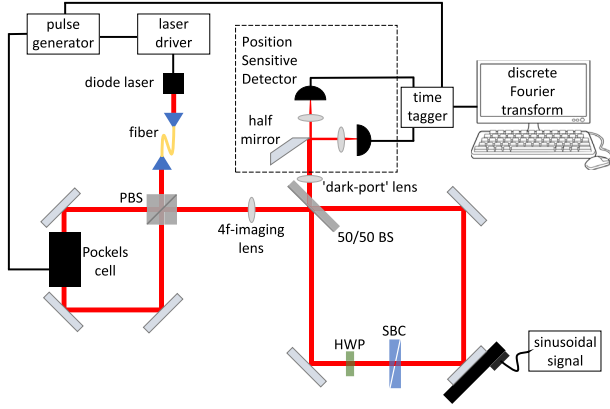 pulse
generator
laser
driver
diode laser
fiber
PBS
Pockels
cell
4f-imaging
lens
Position
Sensitive
Detector
half
mirror
'dark-port' lens
50/50 BS
time
tagger
discrete
Fourier
transform
HWP
SBC
sinusoidal
signal